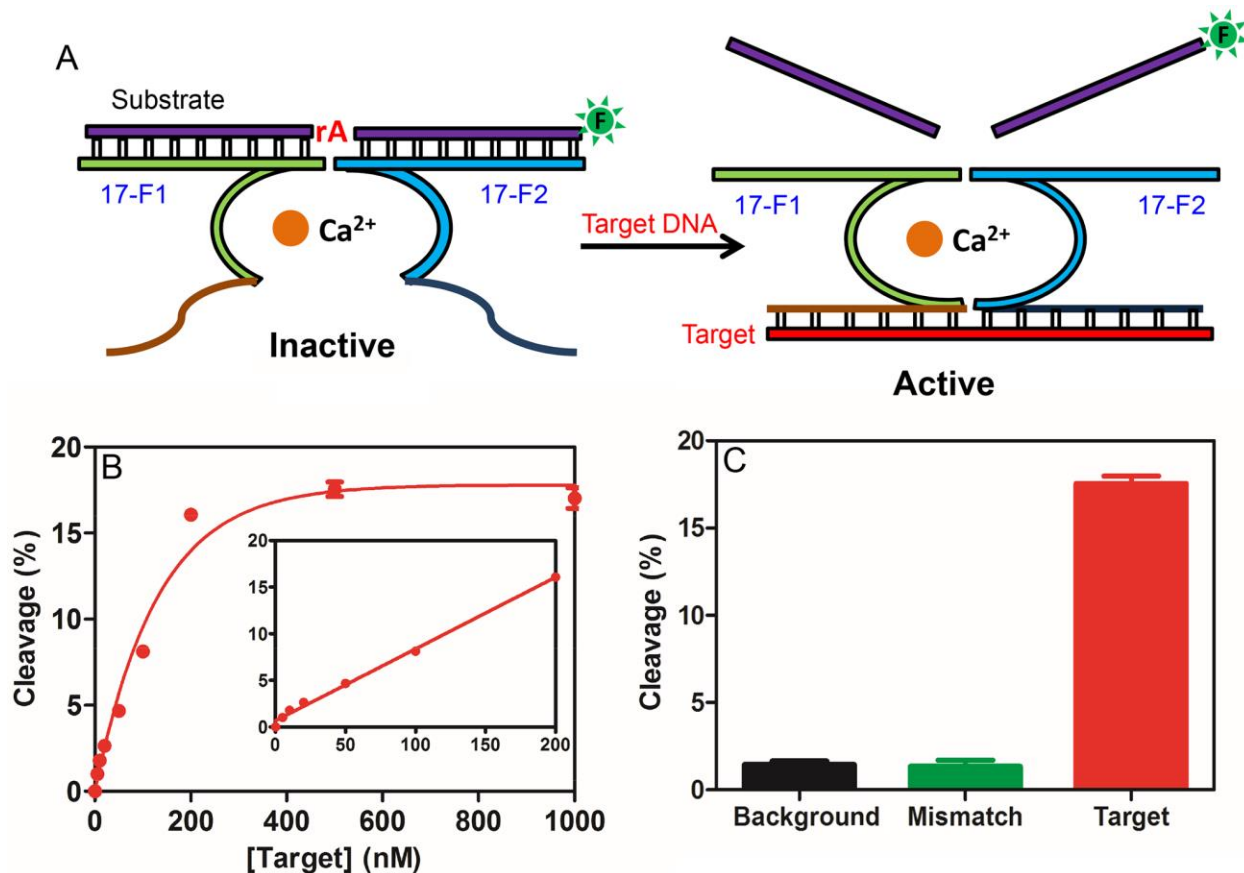 A
Substrate
rA
F
17-F1
17-F2
Ca²⁺
Inactive
Target DNA
F
17-F1
17-F2
Ca²⁺
Target
Active
B
Cleavage (%)
20
15
10
5
0
0 200 400 600 800 1000
[Target] (nM)
20
15
10
5
0
0 50 100 150 200
C
Cleavage (%)
20
15
10
5
0
Background Mismatch Target